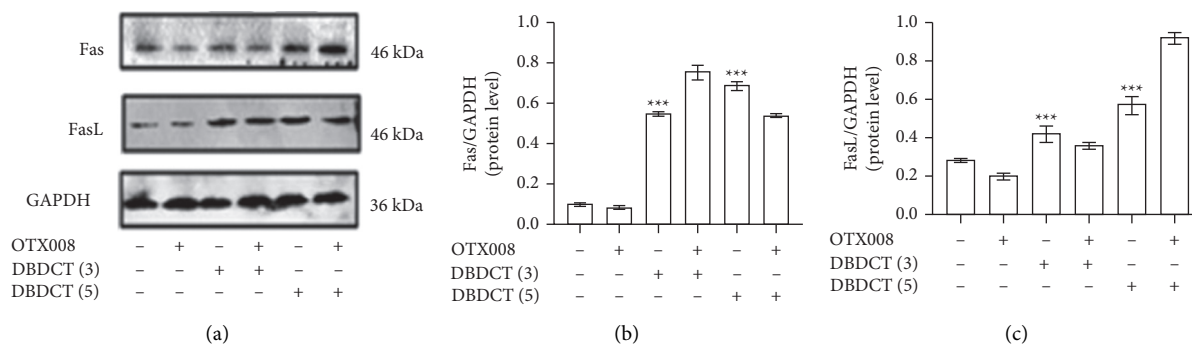 Fas
46 kDa
FasL
46 kDa
GAPDH
36 kDa
OTX008 – + – + – +
DBDCT (3) – – + + – –
DBDCT (5) – – – – + +
(a)
Fas/GAPDH
(protein level)
1.0
0.8
0.6
0.4
0.2
0.0
***
***
OTX008 – + – + – +
DBDCT (3) – – + + – –
DBDCT (5) – – – – + +
(b)
FasL/GAPDH
(protein level)
1.0
0.8
0.6
0.4
0.2
0.0
***
***
OTX008 – + – + – +
DBDCT (3) – – + + – –
DBDCT (5) – – – – + +
(c)